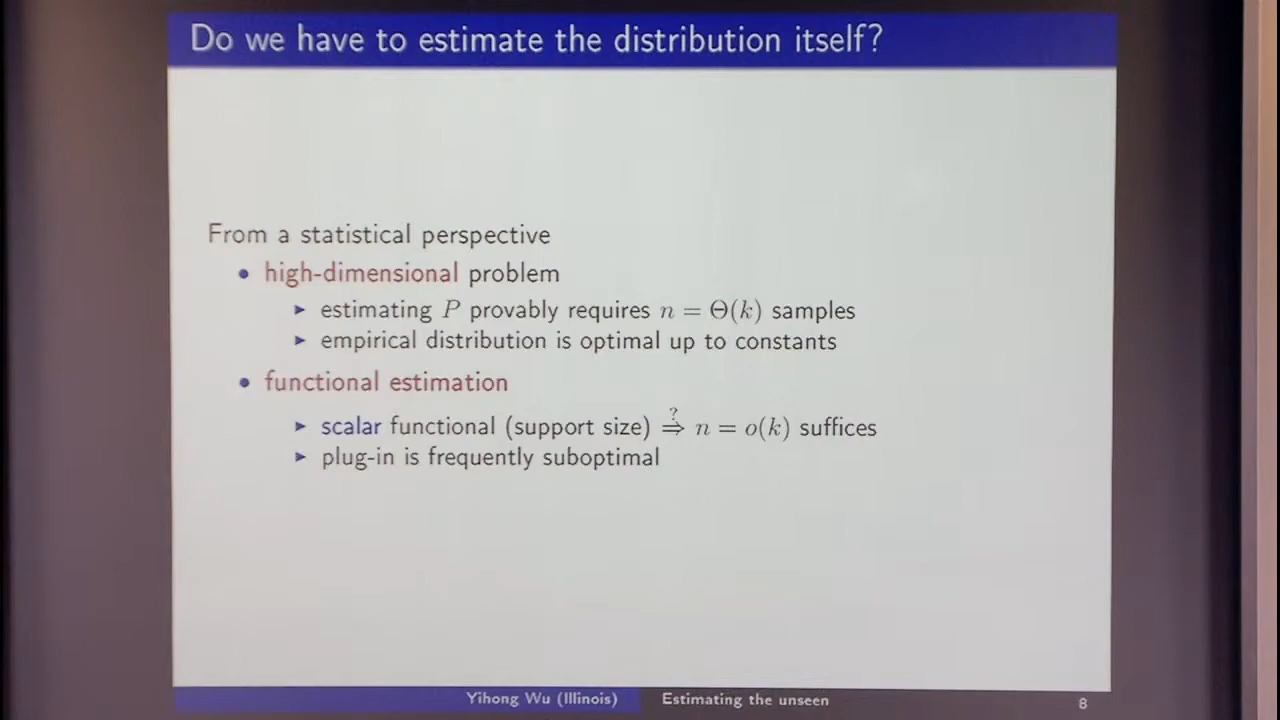 Do we have to estimate the distribution itself?
From a statistical perspective
• high-dimensional problem
▸ estimating P provably requires n = Θ(k) samples
▸ empirical distribution is optimal up to constants
• functional estimation
▸ scalar functional (support size) ⇒? n = o(k) suffices
▸ plug-in is frequently suboptimal
Yihong Wu (Illinois) Estimating the unseen 8